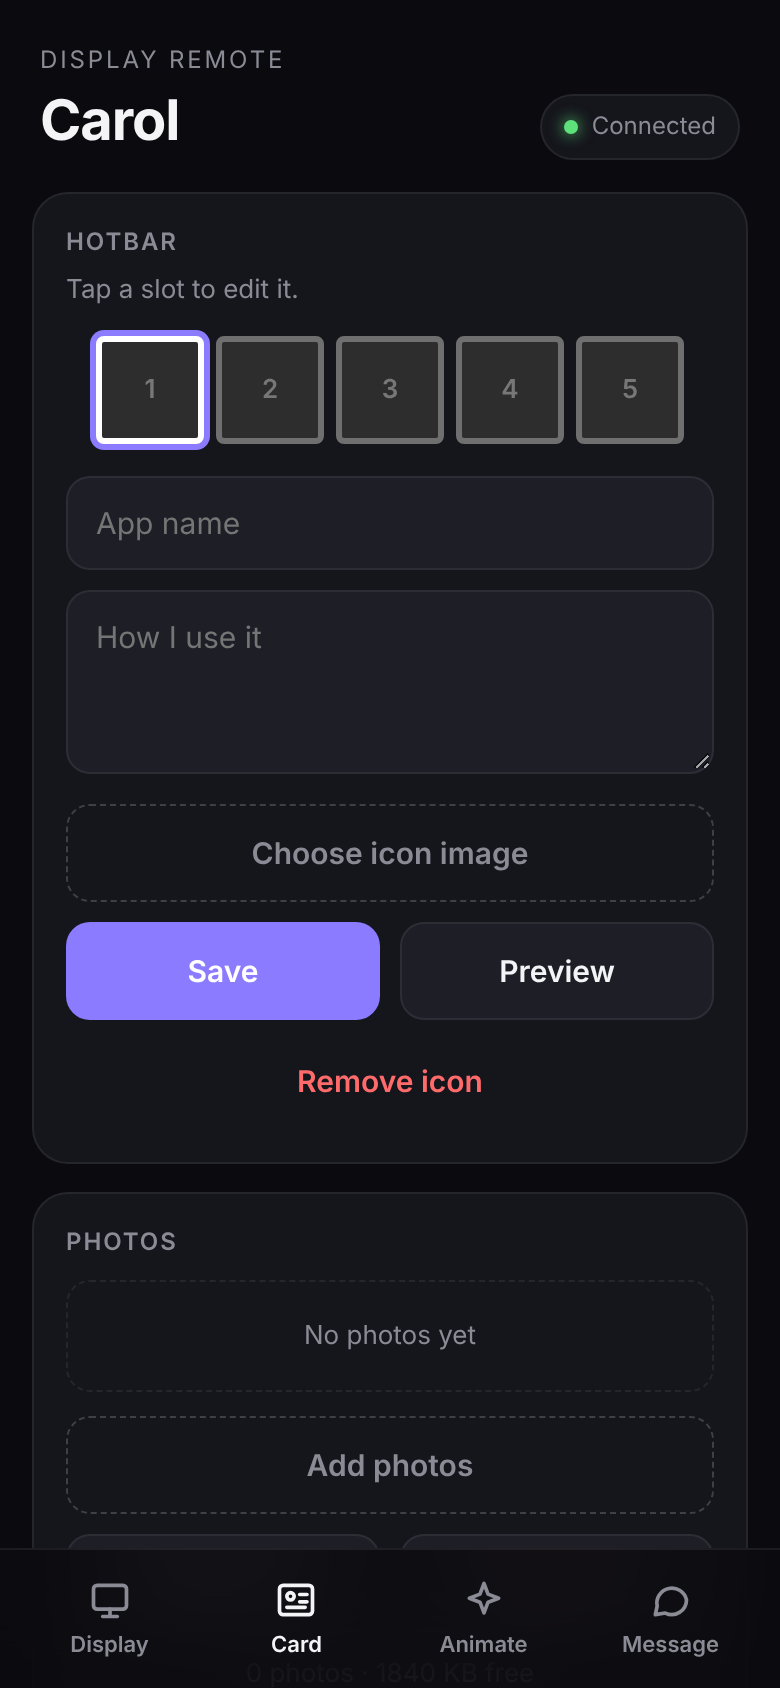 DISPLAY REMOTE
Carol
Connected
HOTBAR
Tap a slot to edit it.
1 2 3 4 5
App name
How I use it
Choose icon image
Save Preview
Remove icon
PHOTOS
No photos yet
Add photos
0 photos · 1840 KB free
Display Card Animate Message